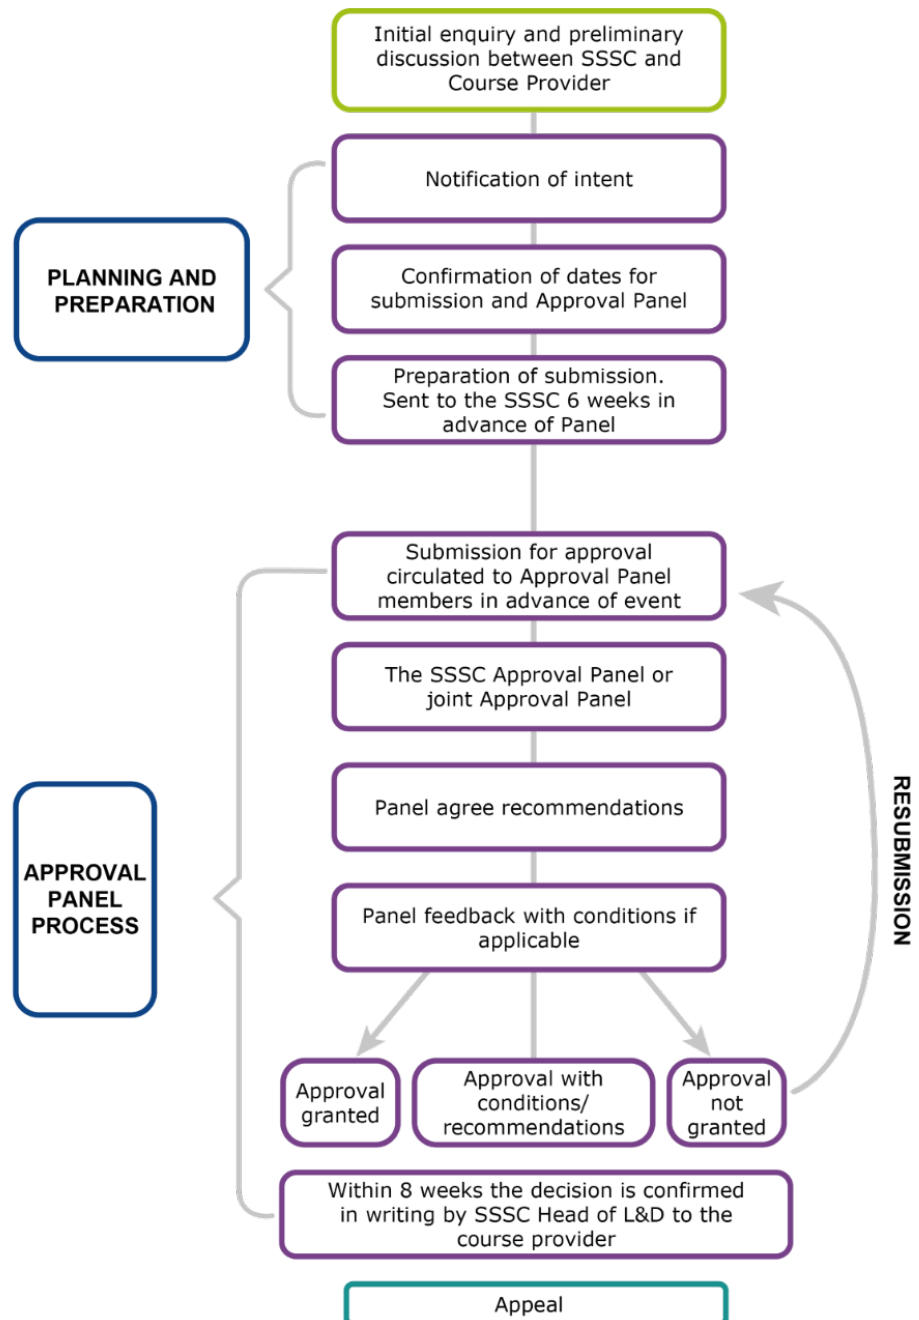 Initial enquiry and preliminary
discussion between SSSC and
Course Provider
Notification of intent
PLANNING AND
PREPARATION
Confirmation of dates for
submission and Approval Panel
Preparation of submission.
Sent to the SSSC 6 weeks in
advance of Panel
Submission for approval
circulated to Approval Panel
members in advance of event
The SSSC Approval Panel or
joint Approval Panel
RESUBMISSION
Panel agree recommendations
APPROVAL
PANEL
PROCESS
Panel feedback with conditions if
applicable
Approval
granted
Approval with
conditions/
recommendations
Approval
not
granted
Within 8 weeks the decision is confirmed
in writing by SSSC Head of L&D to the
course provider
Appeal